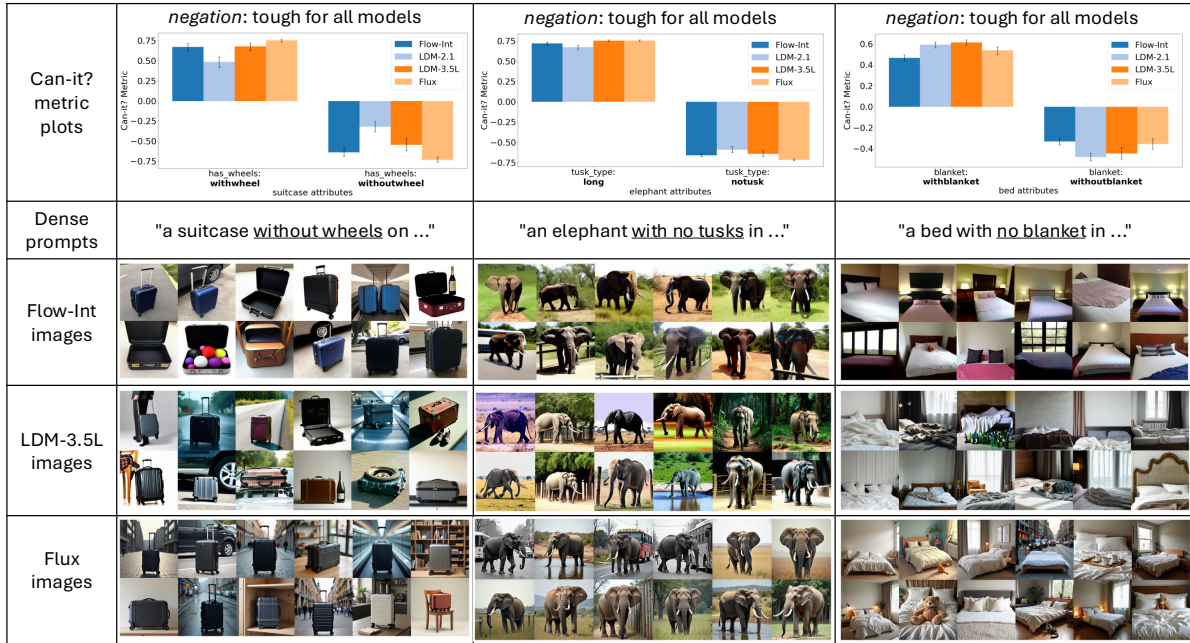 Can-it?
metric
plots
negation: tough for all models
Can-it? Metric
0.75
0.50
0.25
0.00
−0.25
−0.50
−0.75
Flow-Int
LDM-2.1
LDM-3.5L
Flux
has_wheels:
withwheel
has_wheels:
withoutwheel
suitcase attributes
negation: tough for all models
Can-it? Metric
0.75
0.50
0.25
0.00
−0.25
−0.50
−0.75
Flow-Int
LDM-2.1
LDM-3.5L
Flux
tusk_type:
long
tusk_type:
notusk
elephant attributes
negation: tough for all models
Can-it? Metric
0.6
0.4
0.2
0.0
−0.2
−0.4
Flow-Int
LDM-2.1
LDM-3.5L
Flux
blanket:
withblanket
blanket:
withoutblanket
bed attributes
Dense
prompts
"a suitcase without wheels on ..."
"an elephant with no tusks in ..."
"a bed with no blanket in ..."
Flow-Int
images
LDM-3.5L
images
Flux
images